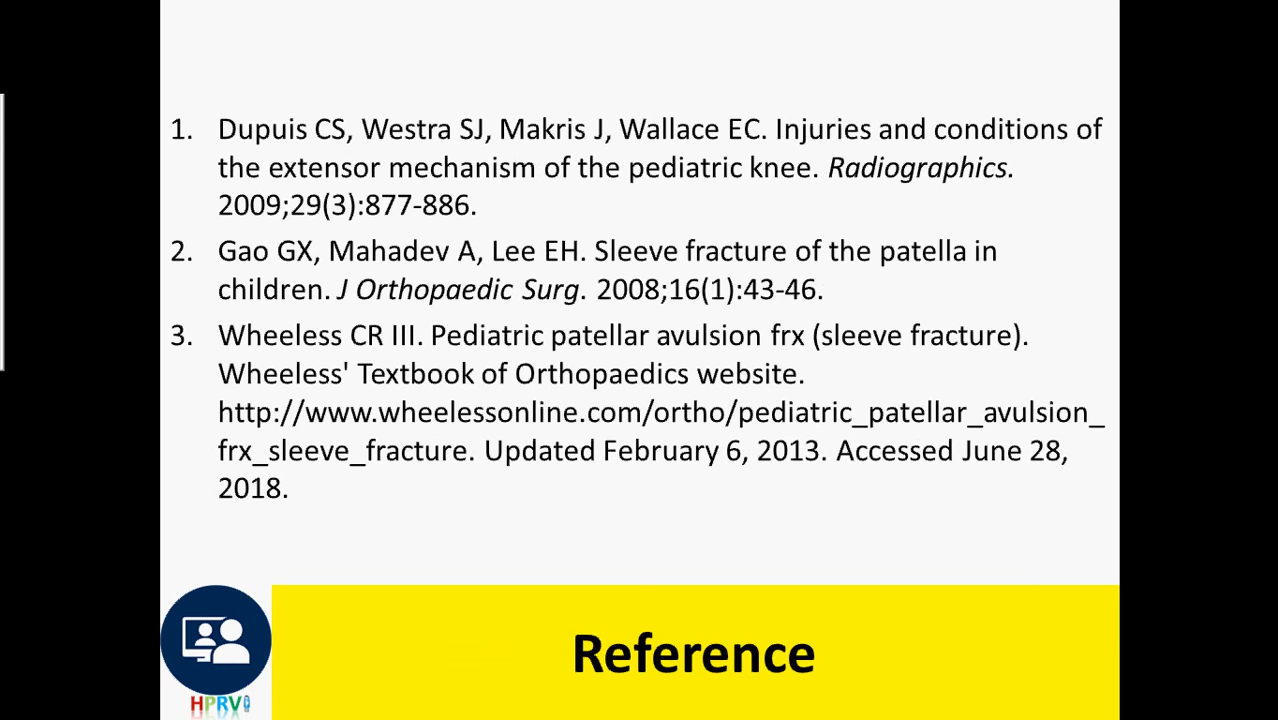 1. Dupuis CS, Westra SJ, Makris J, Wallace EC. Injuries and conditions of
the extensor mechanism of the pediatric knee. Radiographics.
2009;29(3):877-886.
2. Gao GX, Mahadev A, Lee EH. Sleeve fracture of the patella in
children. J Orthopaedic Surg. 2008;16(1):43-46.
3. Wheeless CR III. Pediatric patellar avulsion frx (sleeve fracture).
Wheeless' Textbook of Orthopaedics website.
http://www.wheelessonline.com/ortho/pediatric_patellar_avulsion_
frx_sleeve_fracture. Updated February 6, 2013. Accessed June 28,
2018.
HPRV
Reference